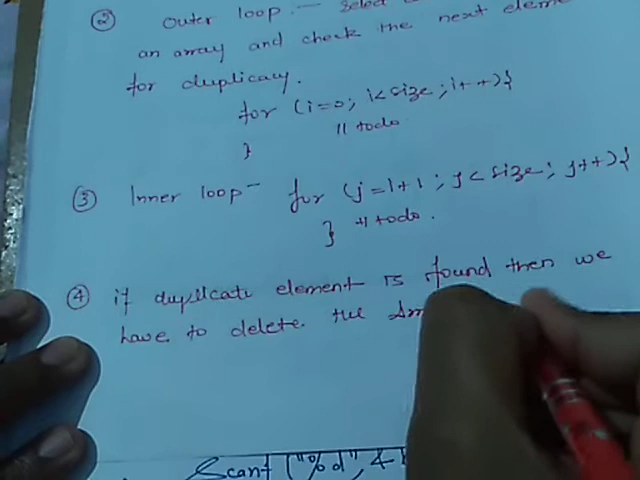 ② Outer loop :- Select
an array and check the next eleme
for duplicacy.
for (i=0; i<size; i++){
// todo
}
③ Inner loop - for (j=i+1; j<size; j++){
} // todo.
④ if duplicate element is found then we
have to delete the
Scanf ("%d", &